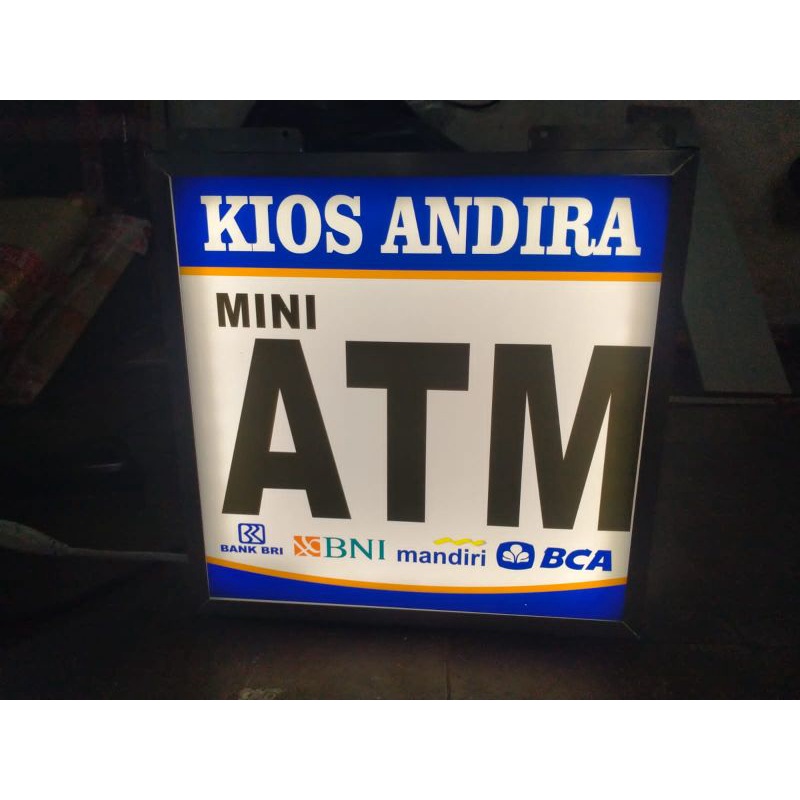 KIOS ANDIRA
MINI
ATM
BANK BRI BNI mandiri BCA